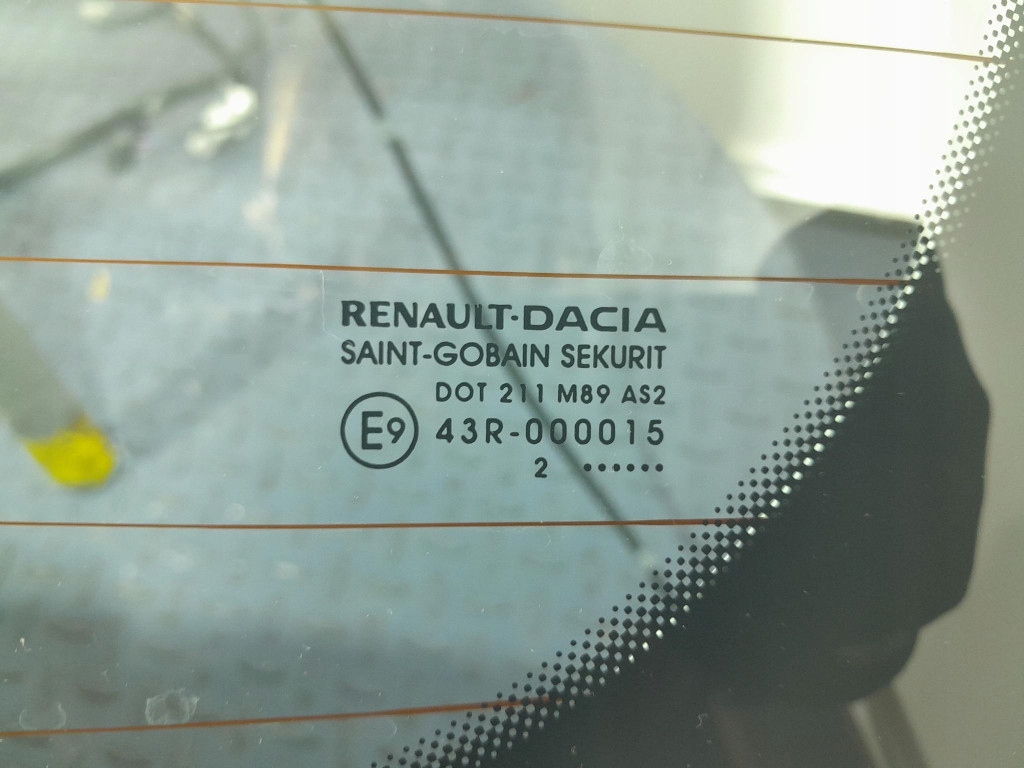 RENAULT·DACIA
SAINT-GOBAIN SEKURIT
DOT 211 M89 AS2
E9 43R-000015
2 ......